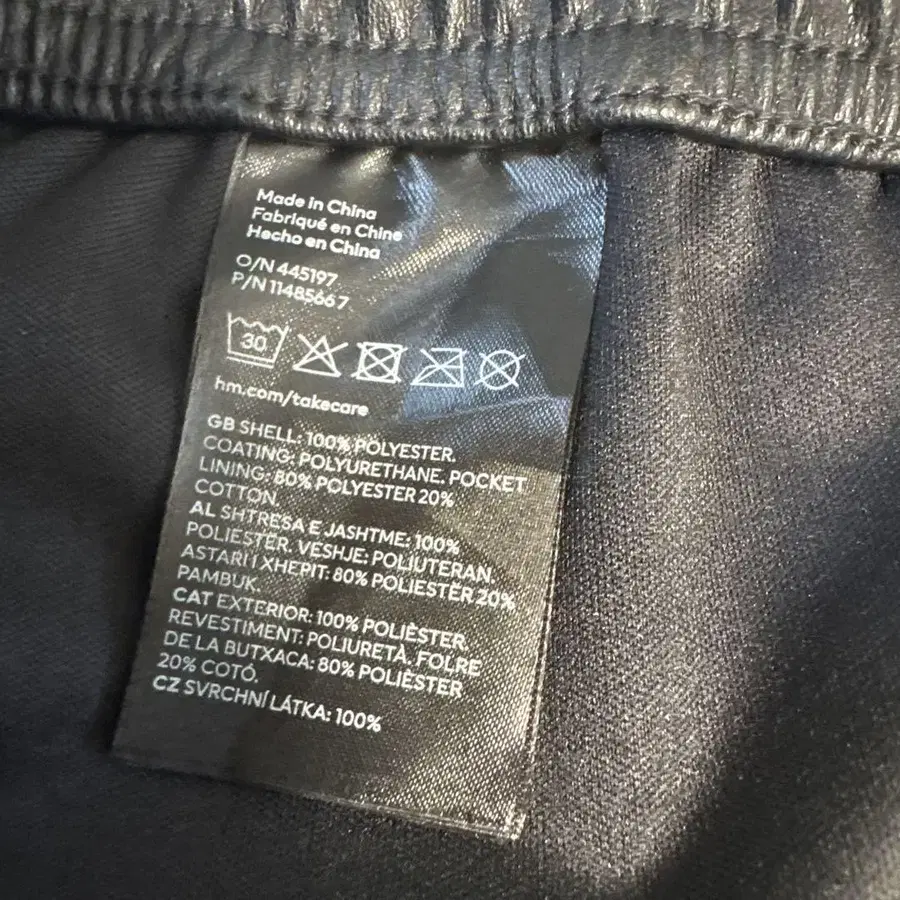 Made in China
Fabriqué en Chine
Hecho en China
O/N 445197
P/N 1148566 7
30
hm.com/takecare
GB SHELL: 100% POLYESTER.
COATING: POLYURETHANE. POCKET
LINING: 80% POLYESTER 20%
COTTON.
AL SHTRESA E JASHTME: 100%
POLIESTËR. VESHJE: POLIUTERAN.
ASTARI I XHEPIT: 80% POLIESTËR 20%
PAMBUK.
CAT EXTERIOR: 100% POLIÈSTER.
REVESTIMENT: POLIURETÀ. FOLRE
DE LA BUTXACA: 80% POLIÈSTER
20% COTÓ.
CZ SVRCHNÍ LÁTKA: 100%